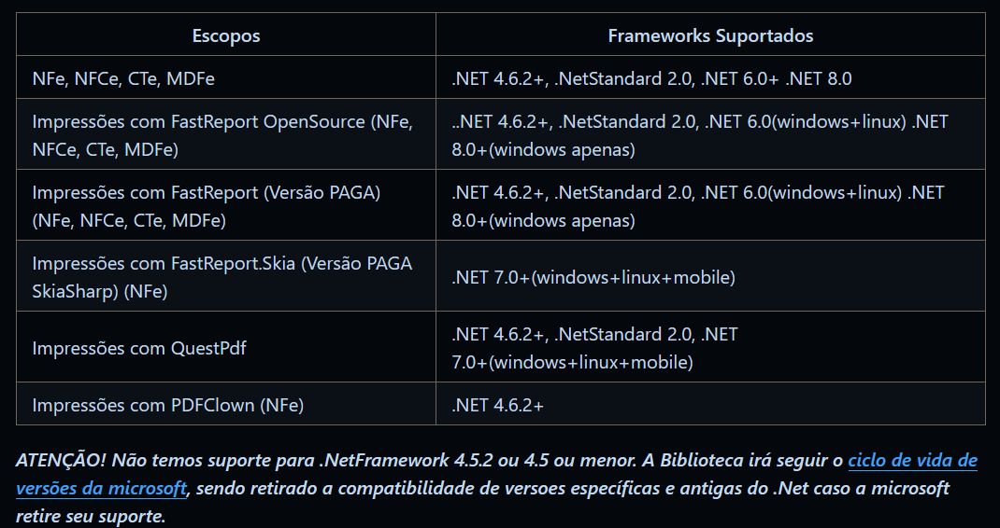 Escopos
Frameworks Suportados
NFe, NFCe, CTe, MDFe
.NET 4.6.2+, .NetStandard 2.0, .NET 6.0+ .NET 8.0
Impressões com FastReport OpenSource (NFe,
NFCe, CTe, MDFe)
..NET 4.6.2+, .NetStandard 2.0, .NET 6.0(windows+linux) .NET
8.0+(windows apenas)
Impressões com FastReport (Versão PAGA)
(NFe, NFCe, CTe, MDFe)
.NET 4.6.2+, .NetStandard 2.0, .NET 6.0(windows+linux) .NET
8.0+(windows apenas)
Impressões com FastReport.Skia (Versão PAGA
SkiaSharp) (NFe)
.NET 7.0+(windows+linux+mobile)
Impressões com QuestPdf
.NET 4.6.2+, .NetStandard 2.0, .NET
7.0+(windows+linux+mobile)
Impressões com PDFClown (NFe)
.NET 4.6.2+
ATENÇÃO! Não temos suporte para .NetFramework 4.5.2 ou 4.5 ou menor. A Biblioteca irá seguir o ciclo de vida de
versões da microsoft, sendo retirado a compatibilidade de versoes específicas e antigas do .Net caso a microsoft
retire seu suporte.